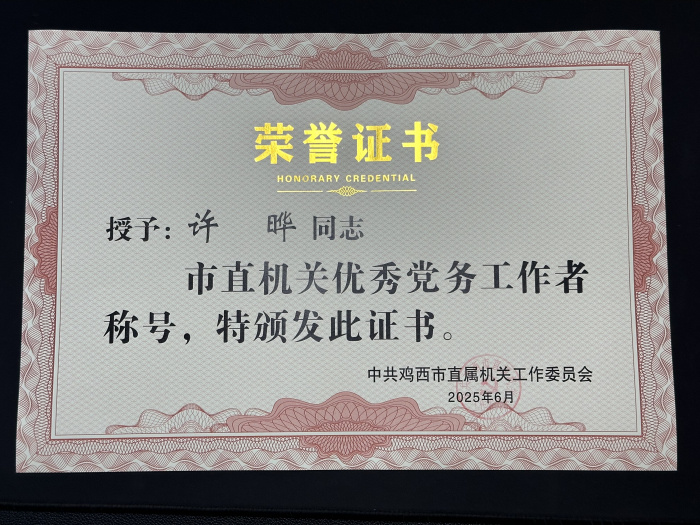 荣誉证书
HONORARY CREDENTIAL
授予：许 晔 同志
市直机关优秀党务工作者
称号，特颁发此证书。
中共鸡西市直属机关工作委员会
2025年6月